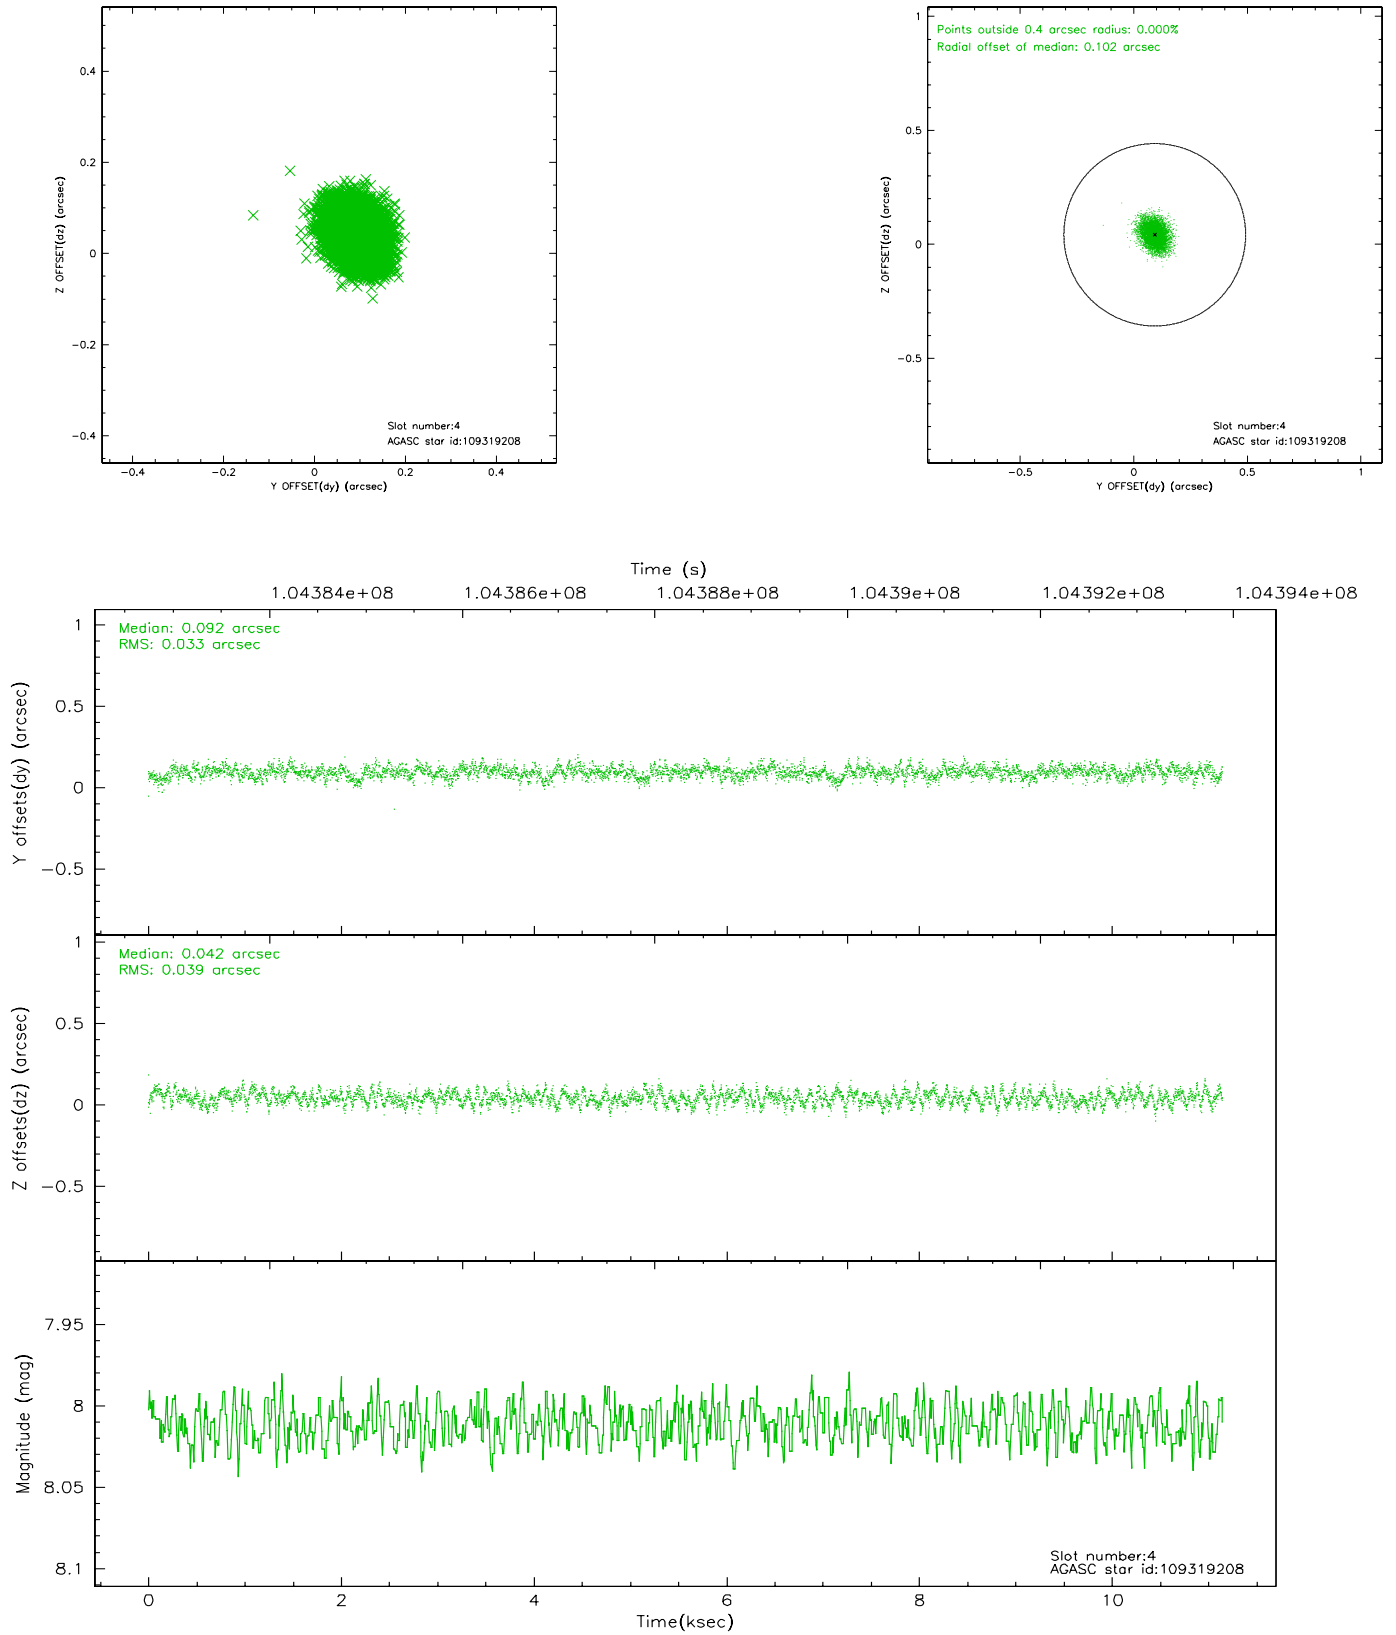 0.4
0.2
0
−0.2
−0.4
Z OFFSET(dz) (arcsec)
Slot number:4
AGASC star id:109319208
−0.4
−0.2
0
0.2
0.4
Y OFFSET(dy) (arcsec)
Points outside 0.4 arcsec radius: 0.000%
Radial offset of median: 0.102 arcsec
1
0.5
0
−0.5
Z OFFSET(dz) (arcsec)
Slot number:4
AGASC star id:109319208
−0.5
0
0.5
1
Y OFFSET(dy) (arcsec)
Time (s)
1.04384e+08
1.04386e+08
1.04388e+08
1.0439e+08
1.04392e+08
1.04394e+08
Median: 0.092 arcsec
RMS: 0.033 arcsec
1
0.5
0
−0.5
Y offsets(dy) (arcsec)
Median: 0.042 arcsec
RMS: 0.039 arcsec
1
0.5
0
−0.5
Z offsets(dz) (arcsec)
7.95
8
8.05
8.1
Magnitude (mag)
Slot number:4
AGASC star id:109319208
0
2
4
6
8
10
Time(ksec)